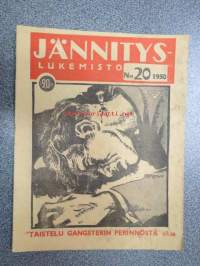 JÄNNITYS-
LUKEMISTO
90:-
N:o 20 1950
"TAISTELU GANGSTERIN PERINNÖSTÄ"